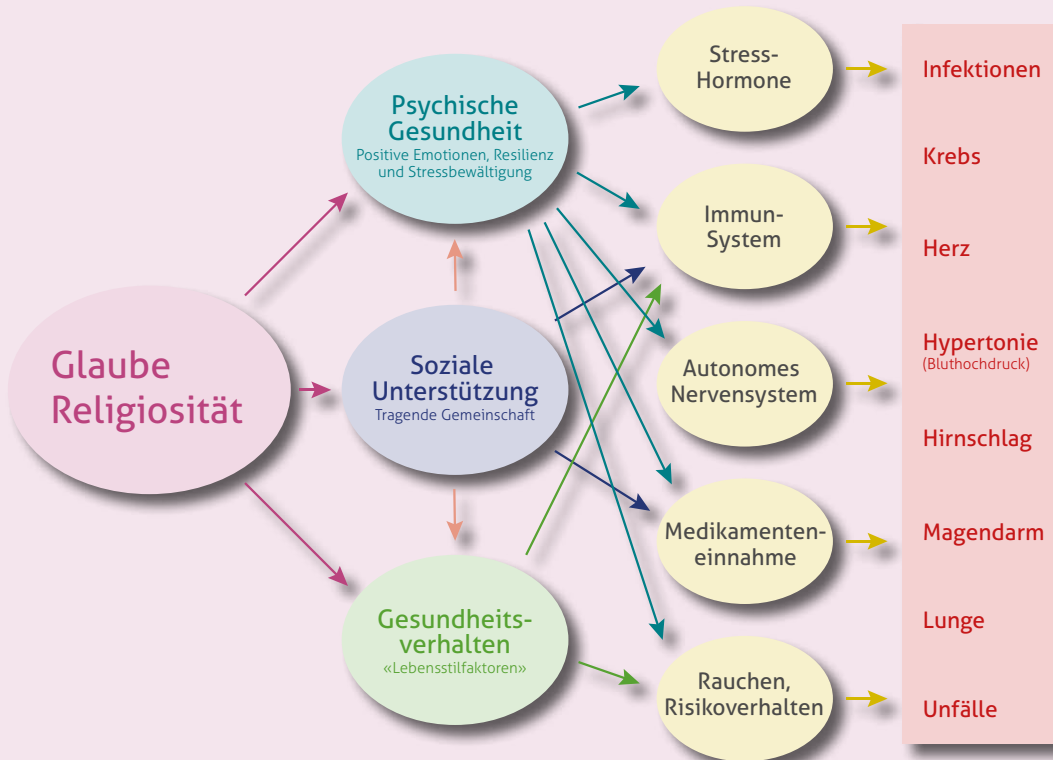 Glaube
Religiosität
Psychische
Gesundheit
Positive Emotionen, Resilienz
und Stressbewältigung
Soziale
Unterstützung
Tragende Gemeinschaft
Gesundheits-
verhalten
«Lebensstilfaktoren»
Stress-
Hormone
Immun-
System
Autonomes
Nervensystem
Medikamenten-
einnahme
Rauchen,
Risikoverhalten
Infektionen
Krebs
Herz
Hypertonie
(Bluthochdruck)
Hirnschlag
Magendarm
Lunge
Unfälle